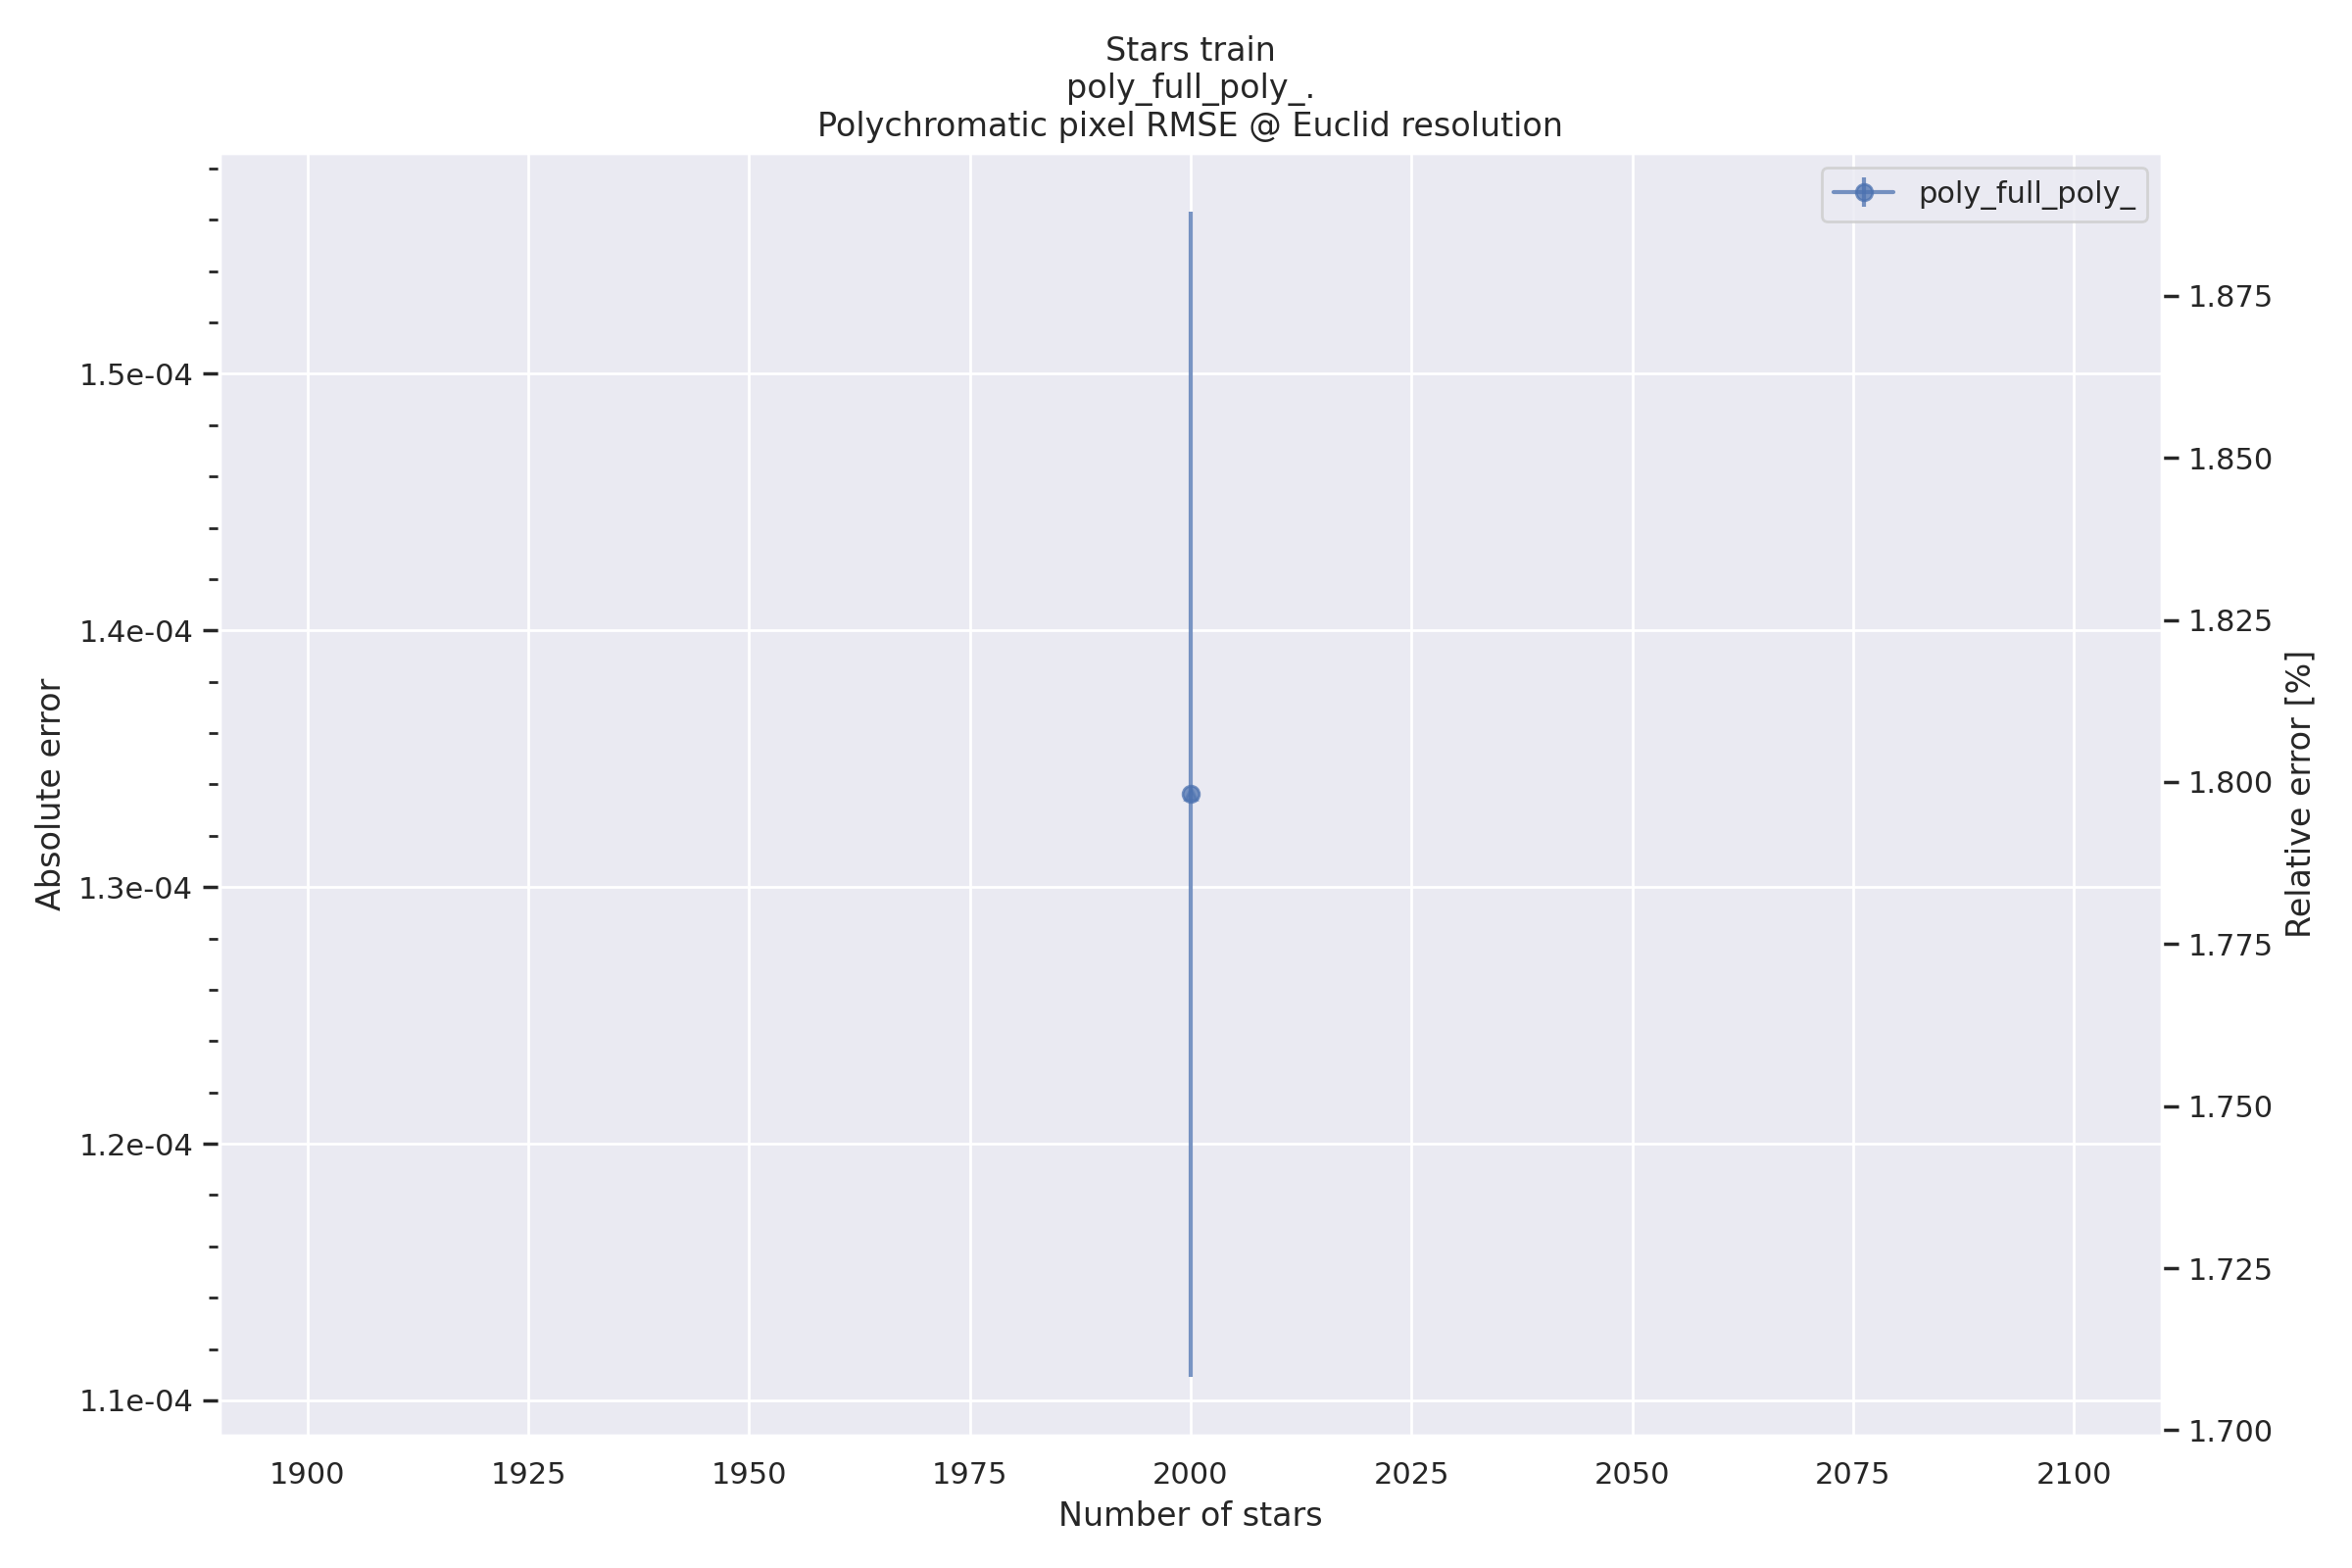 Stars train
poly_full_poly_.
Polychromatic pixel RMSE @ Euclid resolution
poly_full_poly_
Absolute error
1.5e-04
1.4e-04
1.3e-04
1.2e-04
1.1e-04
1.875
1.850
1.825
1.800
1.775
1.750
1.725
1.700
Relative error [%]
1900 1925 1950 1975 2000 2025 2050 2075 2100
Number of stars